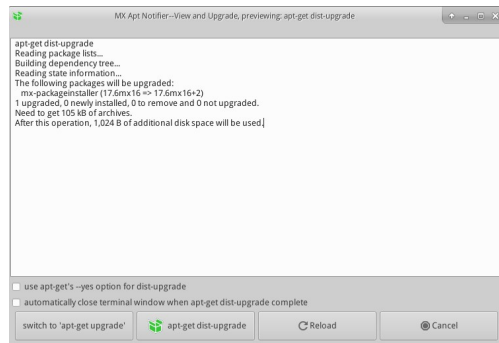 MX Apt Notifier--View and Upgrade, previewing: apt-get dist-upgrade
apt-get dist-upgrade
Reading package lists...
Building dependency tree...
Reading state information...
The following packages will be upgraded:
mx-packageinstaller (17.6mx16 => 17.6mx16+2)
1 upgraded, 0 newly installed, 0 to remove and 0 not upgraded.
Need to get 105 kB of archives.
After this operation, 1,024 B of additional disk space will be used.
use apt-get's --yes option for dist-upgrade
automatically close terminal window when apt-get dist-upgrade complete
switch to 'apt-get upgrade' apt-get dist-upgrade Reload Cancel